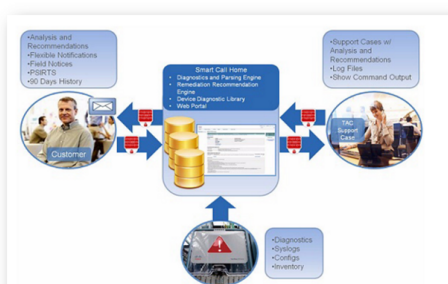 •Analysis and
Recommendations
•Flexible Notifications
•Field Notices
•PSIRTS
•90 Days History
Smart Call Home
• Diagnostics and Parsing Engine
• Remediation Recommendation
Engine
• Device Diagnostic Library
• Web Portal
•Support Cases w/
Analysis and
Recommendations
•Log Files
•Show Command Output
Customer
TAC
Support
Case
•Diagnostics
•Syslogs
•Configs
•Inventory